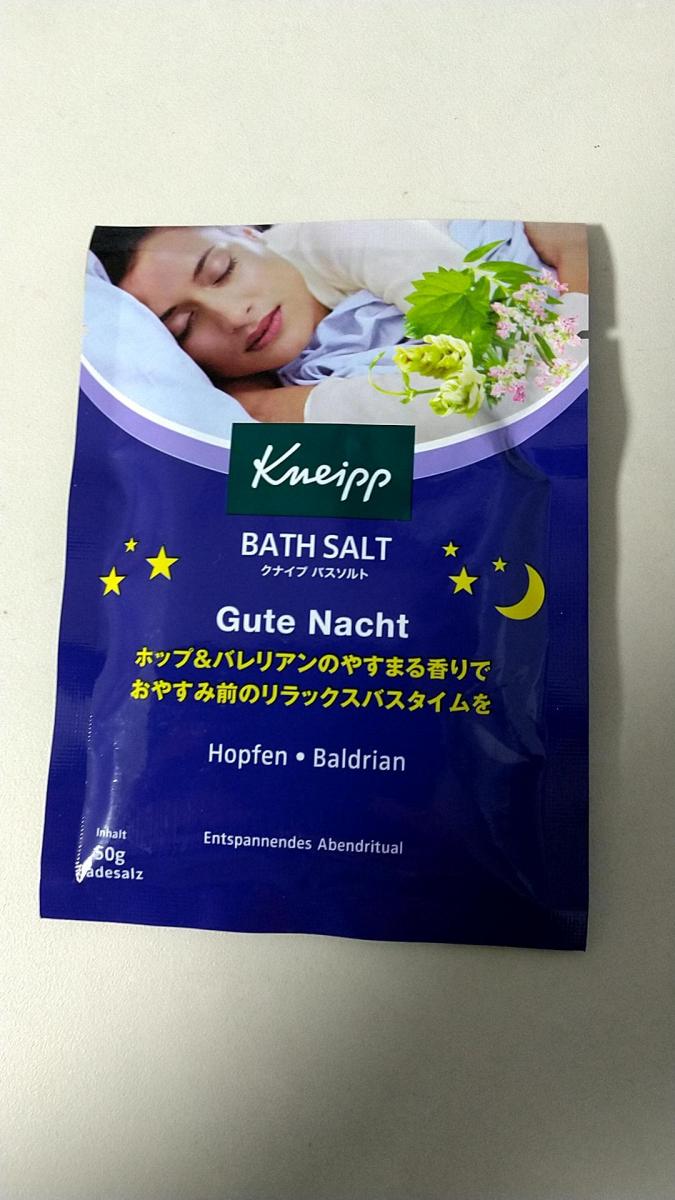 Kneipp
BATH SALT
クナイプ バスソルト
Gute Nacht
ホップ&バレリアンのやすまる香りで
おやすみ前のリラックスバスタイムを
Hopfen • Baldrian
Entspannendes Abendritual
Inhalt
50g
Badesalz